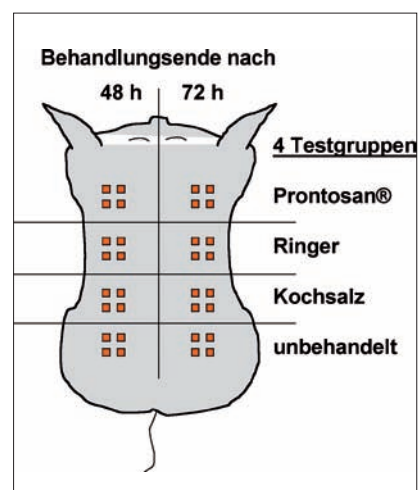 Behandlungsende nach
48 h 72 h
4 Testgruppen
Prontosan®
Ringer
Kochsalz
unbehandelt